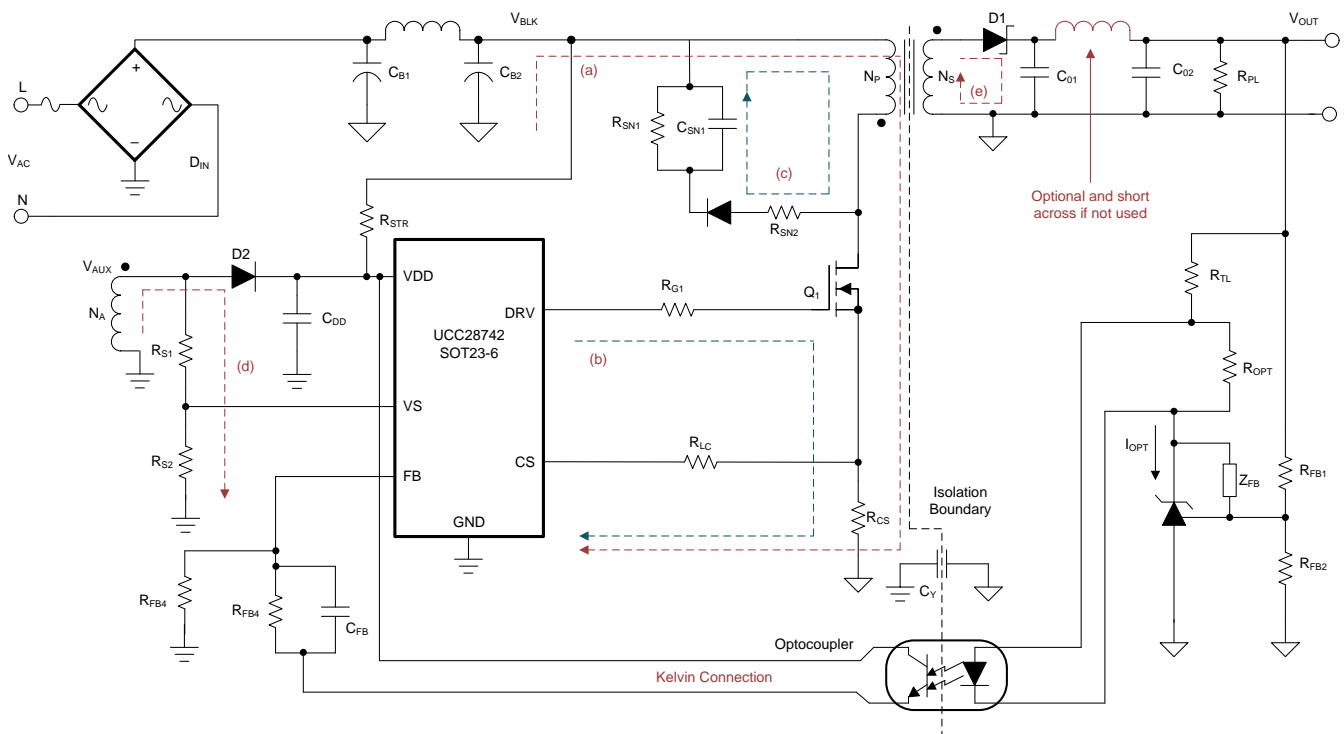 V_BLK
D1
V_OUT
L
+
C_B1
C_B2
(a)
N_P
N_S
(e)
C_01
C_02
R_PL
R_SN1
C_SN1
V_AC
−
D_IN
(c)
N
R_STR
R_SN2
Optional and short
across if not used
D2
V_AUX
VDD
R_TL
N_A
C_DD
R_G1
Q_1
DRV
UCC28742
SOT23-6
R_S1
(d)
(b)
R_OPT
VS
R_LC
R_S2
CS
I_OPT
FB
Z_FB
R_FB1
Isolation
Boundary
R_CS
GND
R_FB2
R_FB4
R_FB4
C_FB
C_Y
Optocoupler
Kelvin Connection